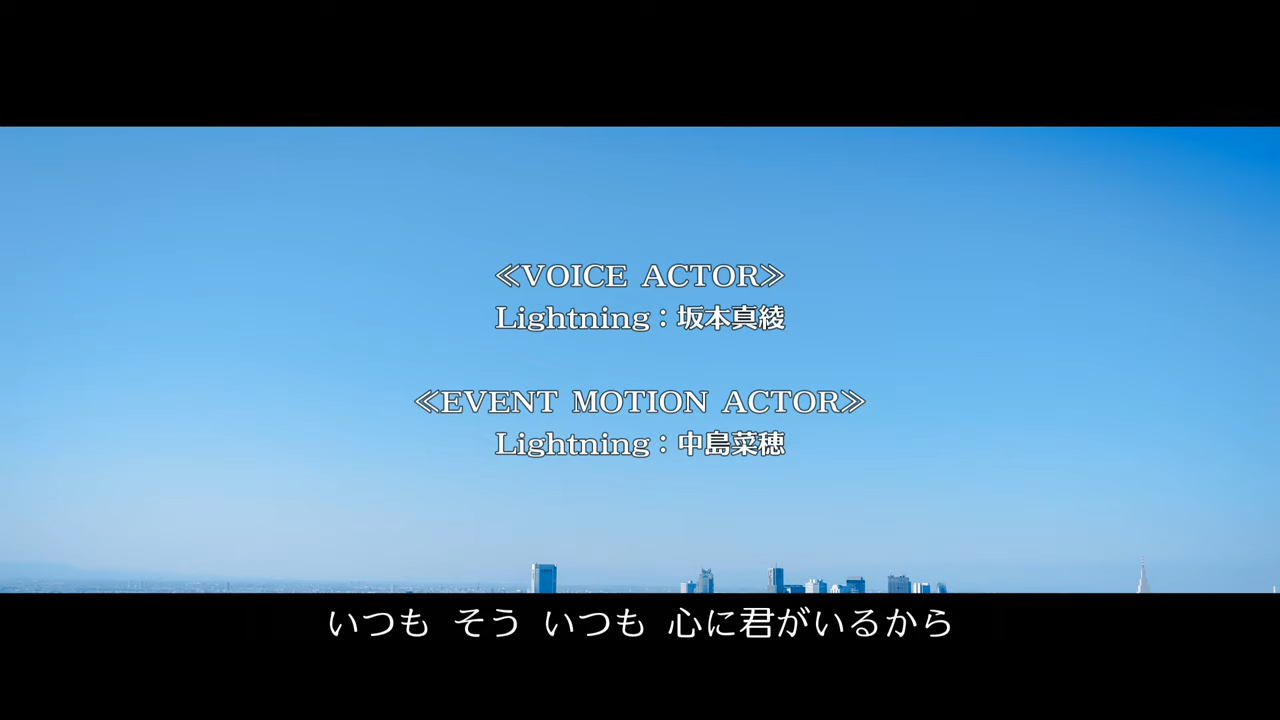 ≪VOICE ACTOR≫
Lightning：坂本真綾
≪EVENT MOTION ACTOR≫
Lightning：中島菜穂
いつも そう いつも 心に君がいるから